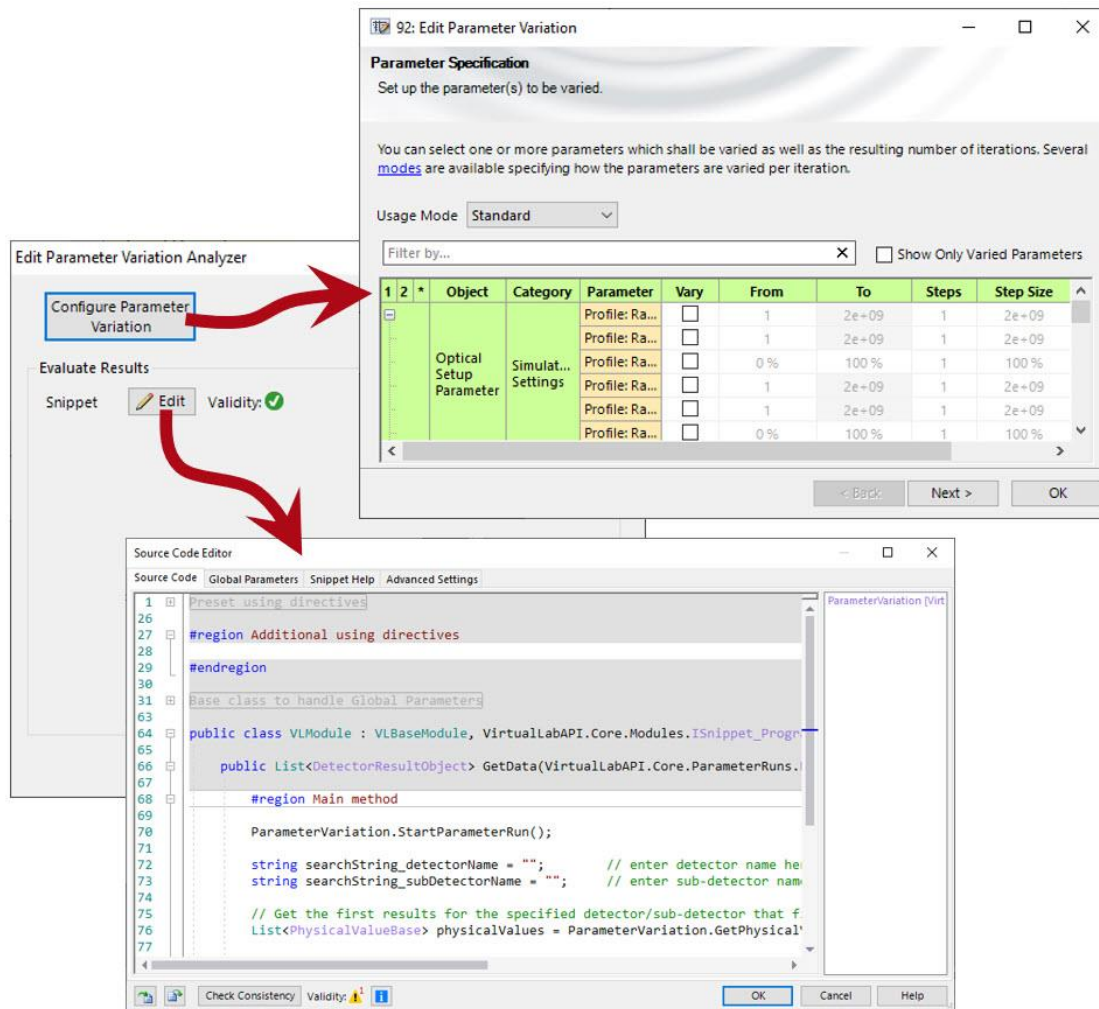 92: Edit Parameter Variation
Parameter Specification
Set up the parameter(s) to be varied.
You can select one or more parameters which shall be varied as well as the resulting number of iterations. Several
modes are available specifying how the parameters are varied per iteration.
Usage Mode Standard
Filter by... Show Only Varied Parameters
1 2 * Object Category Parameter Vary From To Steps Step Size
Optical Setup Parameter Simulat... Settings
Profile: Ra... 1 2e+09 1 2e+09
Profile: Ra... 1 2e+09 1 2e+09
Profile: Ra... 0 % 100 % 1 100 %
Profile: Ra... 1 2e+09 1 2e+09
Profile: Ra... 1 2e+09 1 2e+09
Profile: Ra... 0 % 100 % 1 100 %
< Back Next > OK
Edit Parameter Variation Analyzer
Configure Parameter
Variation
Evaluate Results
Snippet Edit Validity:
Source Code Editor
Source Code Global Parameters Snippet Help Advanced Settings
1 Preset using directives
26
27 #region Additional using directives
28
29 #endregion
30
31 Base class to handle Global Parameters
63
64 public class VLModule : VLBaseModule, VirtualLabAPI.Core.Modules.ISnippet_Progr
65
66 public List<DetectorResultObject> GetData(VirtualLabAPI.Core.ParameterRuns.
67
68 #region Main method
69
70 ParameterVariation.StartParameterRun();
71
72 string searchString_detectorName = ""; // enter detector name he
73 string searchString_subDetectorName = ""; // enter sub-detector nam
74
75 // Get the first results for the specified detector/sub-detector that f
76 List<PhysicalValueBase> physicalValues = ParameterVariation.GetPhysical
77
ParameterVariation [Virt
Check Consistency Validity: 1 OK Cancel Help